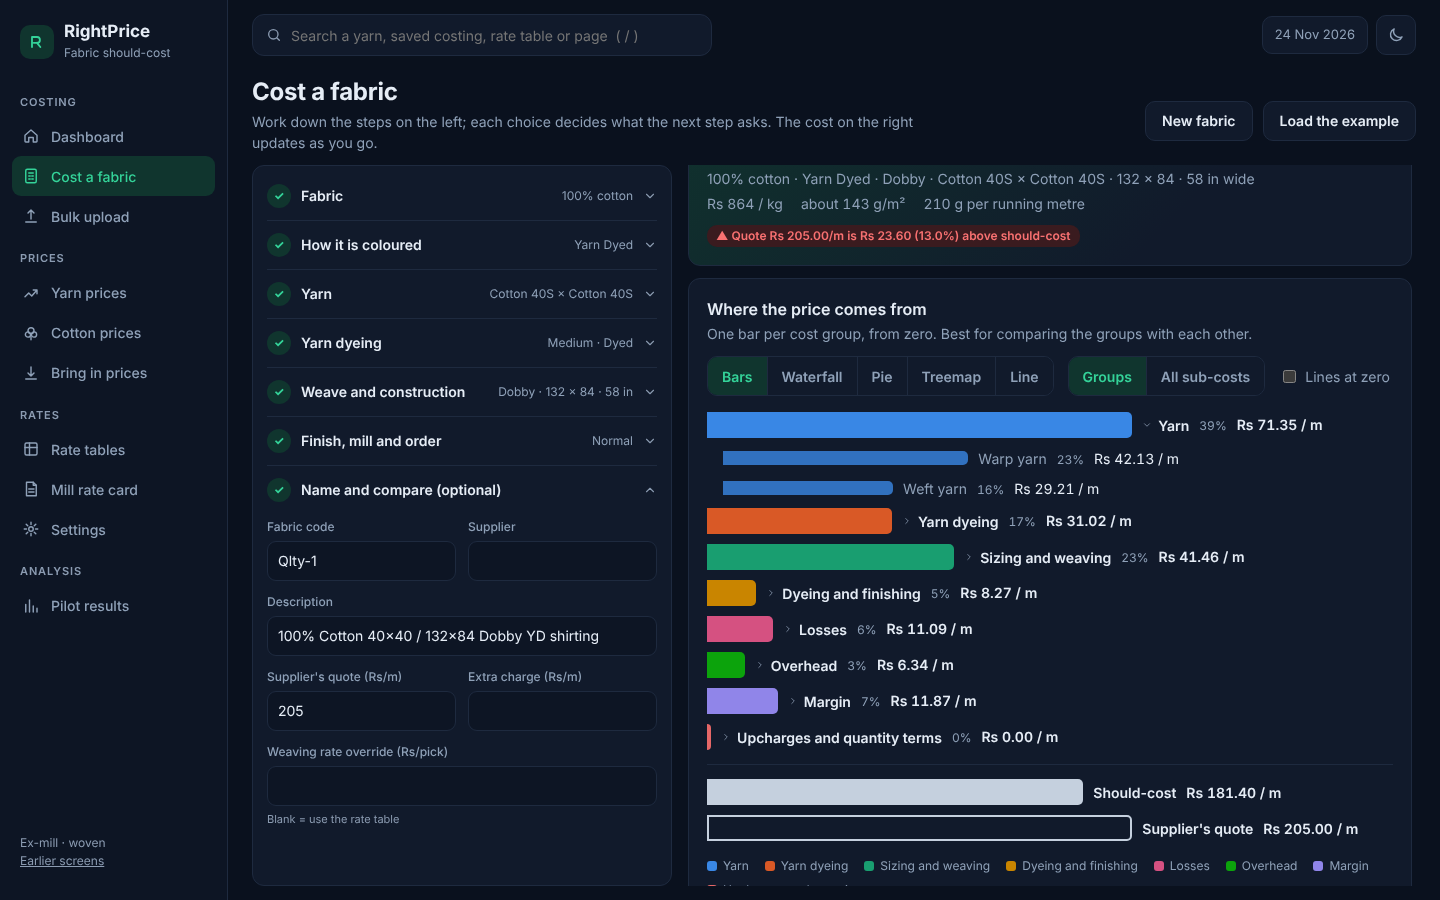 R
RightPrice
Fabric should-cost
COSTING
Dashboard
Cost a fabric
Bulk upload
PRICES
Yarn prices
Cotton prices
Bring in prices
RATES
Rate tables
Mill rate card
Settings
ANALYSIS
Pilot results
Ex-mill · woven
Earlier screens
Search a yarn, saved costing, rate table or page ( / )
24 Nov 2026
Cost a fabric
Work down the steps on the left; each choice decides what the next step asks. The cost on the right
updates as you go.
New fabric
Load the example
Fabric 100% cotton
How it is coloured Yarn Dyed
Yarn Cotton 40S × Cotton 40S
Yarn dyeing Medium · Dyed
Weave and construction Dobby · 132 × 84 · 58 in
Finish, mill and order Normal
Name and compare (optional)
Fabric code Supplier
Qlty-1
Description
100% Cotton 40×40 / 132×84 Dobby YD shirting
Supplier's quote (Rs/m) Extra charge (Rs/m)
205
Weaving rate override (Rs/pick)
Blank = use the rate table
100% cotton · Yarn Dyed · Dobby · Cotton 40S × Cotton 40S · 132 × 84 · 58 in wide
Rs 864 / kg about 143 g/m² 210 g per running metre
▲ Quote Rs 205.00/m is Rs 23.60 (13.0%) above should-cost
Where the price comes from
One bar per cost group, from zero. Best for comparing the groups with each other.
Bars Waterfall Pie Treemap Line Groups All sub-costs Lines at zero
Yarn 39% Rs 71.35 / m
Warp yarn 23% Rs 42.13 / m
Weft yarn 16% Rs 29.21 / m
Yarn dyeing 17% Rs 31.02 / m
Sizing and weaving 23% Rs 41.46 / m
Dyeing and finishing 5% Rs 8.27 / m
Losses 6% Rs 11.09 / m
Overhead 3% Rs 6.34 / m
Margin 7% Rs 11.87 / m
Upcharges and quantity terms 0% Rs 0.00 / m
Should-cost Rs 181.40 / m
Supplier's quote Rs 205.00 / m
Yarn Yarn dyeing Sizing and weaving Dyeing and finishing Losses Overhead Margin